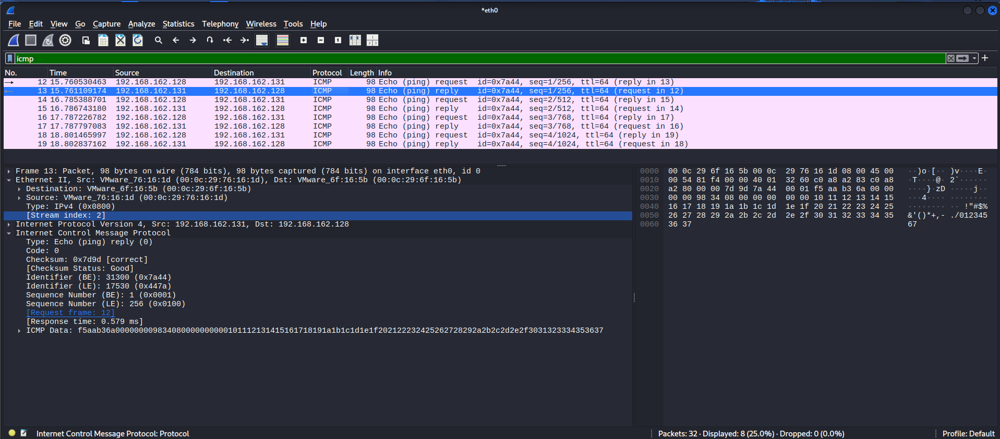 *eth0
File Edit View Go Capture Analyze Statistics Telephony Wireless Tools Help
icmp
No. Time Source Destination Protocol Length Info
12 15.760530463 192.168.162.128 192.168.162.131 ICMP 98 Echo (ping) request id=0x7a44, seq=1/256, ttl=64 (reply in 13)
13 15.761109174 192.168.162.131 192.168.162.128 ICMP 98 Echo (ping) reply id=0x7a44, seq=1/256, ttl=64 (request in 12)
14 16.785388701 192.168.162.128 192.168.162.131 ICMP 98 Echo (ping) request id=0x7a44, seq=2/512, ttl=64 (reply in 15)
15 16.786743180 192.168.162.131 192.168.162.128 ICMP 98 Echo (ping) reply id=0x7a44, seq=2/512, ttl=64 (request in 14)
16 17.787226782 192.168.162.128 192.168.162.131 ICMP 98 Echo (ping) request id=0x7a44, seq=3/768, ttl=64 (reply in 17)
17 17.787797083 192.168.162.131 192.168.162.128 ICMP 98 Echo (ping) reply id=0x7a44, seq=3/768, ttl=64 (request in 16)
18 18.801465997 192.168.162.128 192.168.162.131 ICMP 98 Echo (ping) request id=0x7a44, seq=4/1024, ttl=64 (reply in 19)
19 18.802837162 192.168.162.131 192.168.162.128 ICMP 98 Echo (ping) reply id=0x7a44, seq=4/1024, ttl=64 (request in 18)
Frame 13: Packet, 98 bytes on wire (784 bits), 98 bytes captured (784 bits) on interface eth0, id 0
Ethernet II, Src: VMware_76:16:1d (00:0c:29:76:16:1d), Dst: VMware_6f:16:5b (00:0c:29:6f:16:5b)
Destination: VMware_6f:16:5b (00:0c:29:6f:16:5b)
Source: VMware_76:16:1d (00:0c:29:76:16:1d)
Type: IPv4 (0x0800)
[Stream index: 2]
Internet Protocol Version 4, Src: 192.168.162.131, Dst: 192.168.162.128
Internet Control Message Protocol
Type: Echo (ping) reply (0)
Code: 0
Checksum: 0x7d9d [correct]
[Checksum Status: Good]
Identifier (BE): 31300 (0x7a44)
Identifier (LE): 17530 (0x447a)
Sequence Number (BE): 1 (0x0001)
Sequence Number (LE): 256 (0x0100)
[Request frame: 12]
[Response time: 0.579 ms]
ICMP Data: f5aab36a00000000983408000000000010111213141516171819 1a1b1c1d1e1f202122232425262728292a2b2c2d2e2f3031323334353637
0000 00 0c 29 6f 16 5b 00 0c 29 76 16 1d 08 00 45 00 ··)o·[·· )v····E·
0010 00 54 81 f4 00 00 40 01 32 60 c0 a8 a2 83 c0 a8 ·T····@· 2`······
0020 a2 80 00 00 7d 9d 7a 44 00 01 f5 aa b3 6a 00 00 ····}·zD ·····j··
0030 00 00 98 34 08 00 00 00 00 00 10 11 12 13 14 15 ···4···· ········
0040 16 17 18 19 1a 1b 1c 1d 1e 1f 20 21 22 23 24 25 ········ ·· !"#$%
0050 26 27 28 29 2a 2b 2c 2d 2e 2f 30 31 32 33 34 35 &'()*+,- ./012345
0060 36 37 67
Internet Control Message Protocol: Protocol
Packets: 32 · Displayed: 8 (25.0%) · Dropped: 0 (0.0%)
Profile: Default